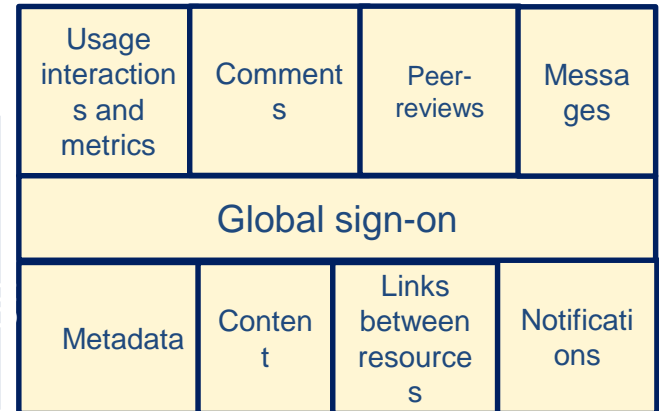 Usage
interaction
s and
metrics
Comment
s
Peer-
reviews
Messa
ges
Global sign-on
Metadata
Conten
t
Links
between
resource
s
Notificati
ons